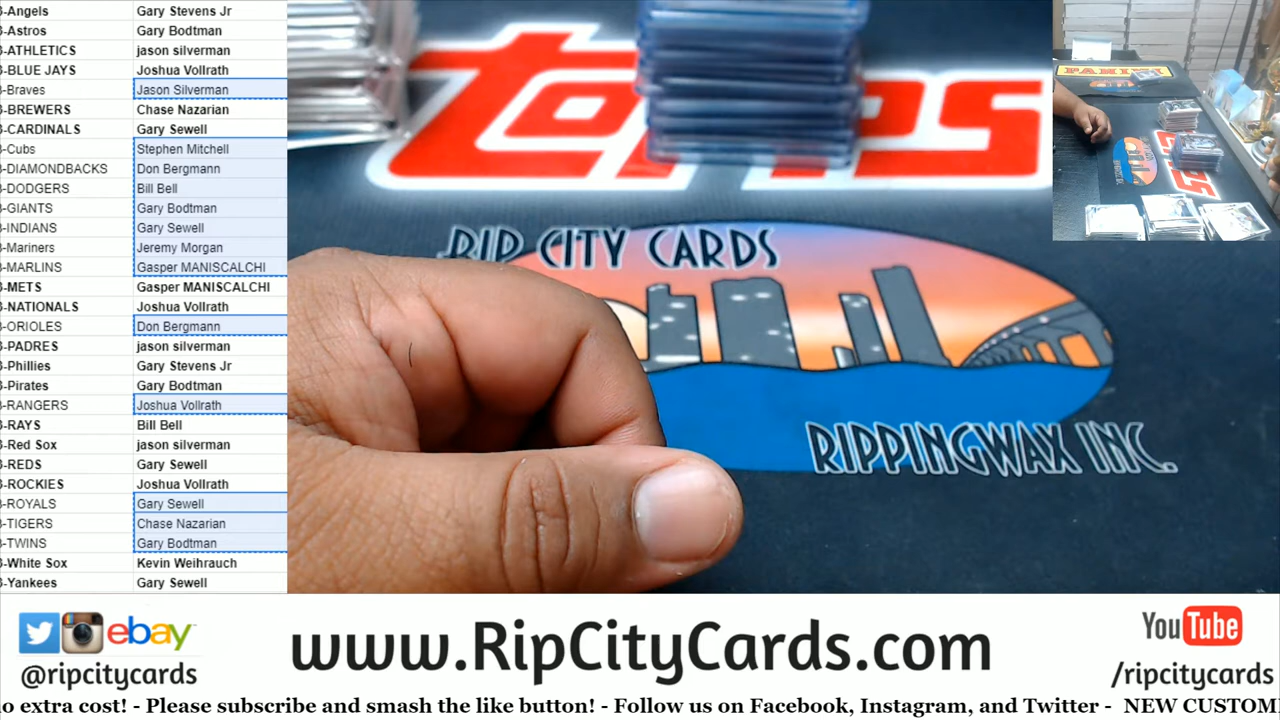 -Angels Gary Stevens Jr
-Astros Gary Bodtman
-ATHLETICS jason silverman
-BLUE JAYS Joshua Vollrath
-Braves Jason Silverman
-BREWERS Chase Nazarian
-CARDINALS Gary Sewell
-Cubs Stephen Mitchell
-DIAMONDBACKS Don Bergmann
-DODGERS Bill Bell
-GIANTS Gary Bodtman
-INDIANS Gary Sewell
-Mariners Jeremy Morgan
-MARLINS Gasper MANISCALCHI
-METS Gasper MANISCALCHI
-NATIONALS Joshua Vollrath
-ORIOLES Don Bergmann
-PADRES jason silverman
-Phillies Gary Stevens Jr
-Pirates Gary Bodtman
-RANGERS Joshua Vollrath
-RAYS Bill Bell
-Red Sox jason silverman
-REDS Gary Sewell
-ROCKIES Joshua Vollrath
-ROYALS Gary Sewell
-TIGERS Chase Nazarian
-TWINS Gary Bodtman
-White Sox Kevin Weihrauch
-Yankees Gary Sewell
topps
RIP CITY CARDS
RIPPINGWAX INC.
PANINI
ebay
@ripcitycards
www.RipCityCards.com
YouTube
/ripcitycards
o extra cost! - Please subscribe and smash the like button! - Follow us on Facebook, Instagram, and Twitter - NEW CUSTOM